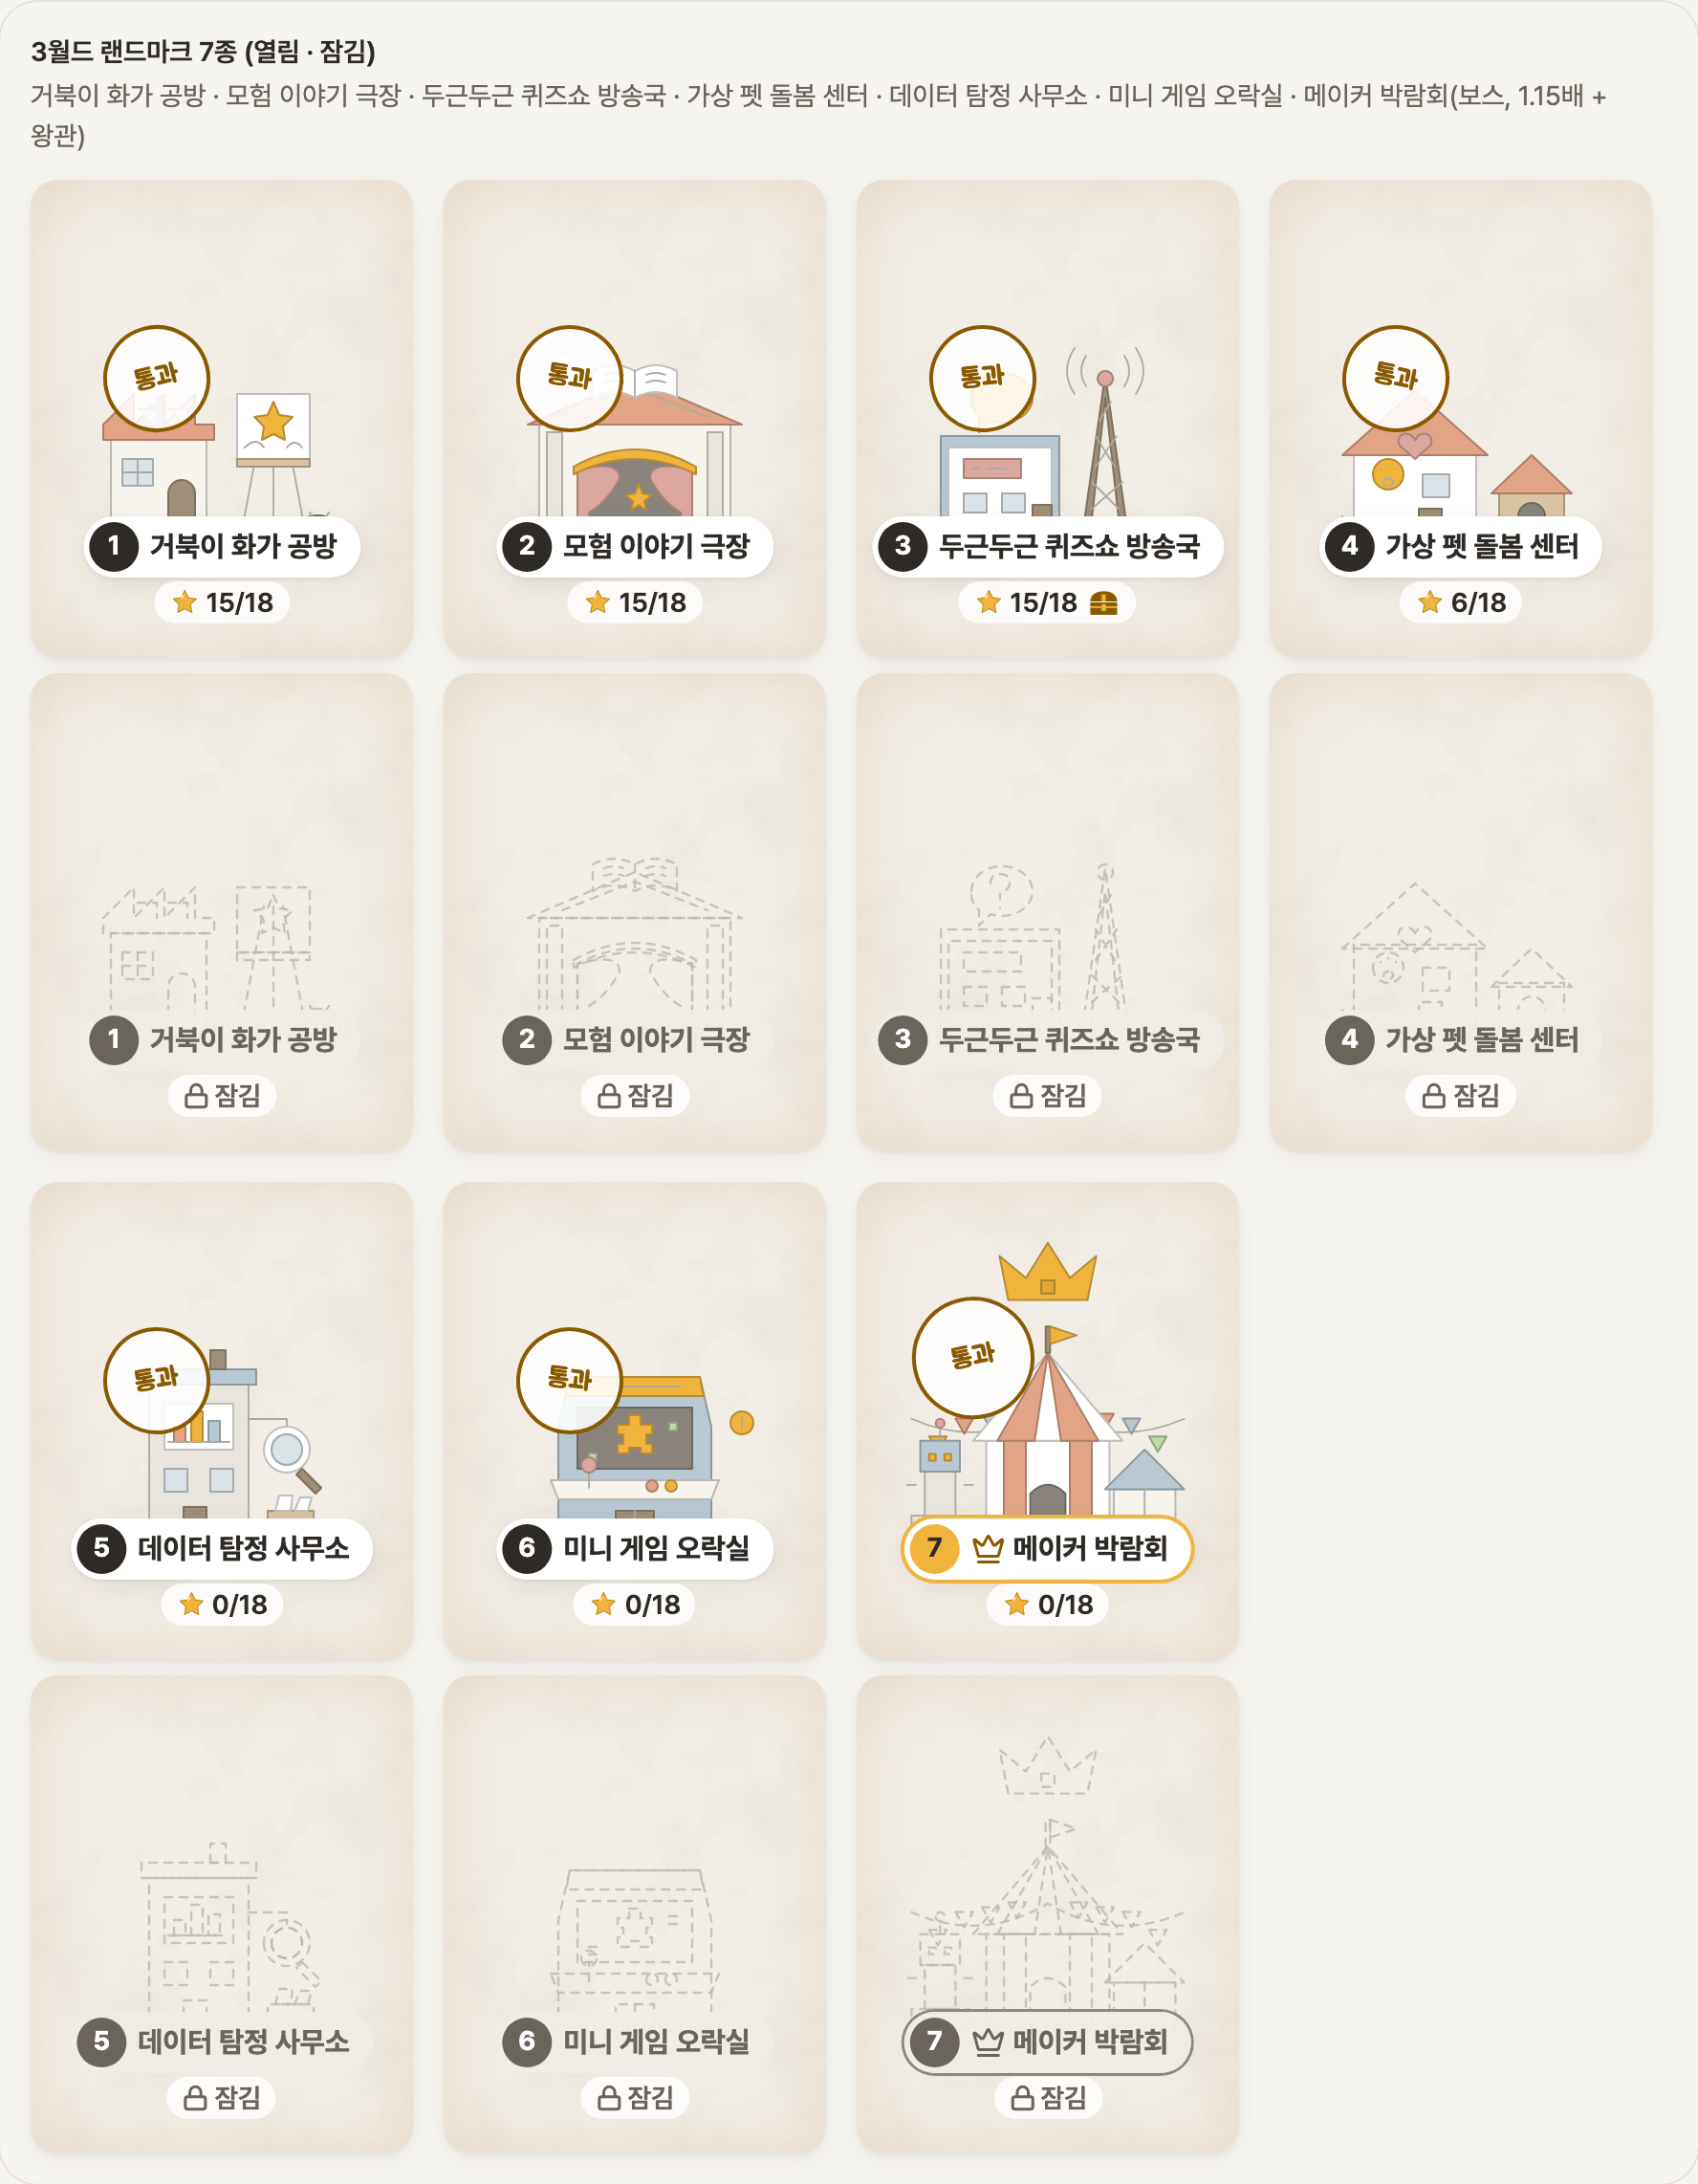 3월드 랜드마크 7종 (열림 · 잠김)
거북이 화가 공방 · 모험 이야기 극장 · 두근두근 퀴즈쇼 방송국 · 가상 펫 돌봄 센터 · 데이터 탐정 사무소 · 미니 게임 오락실 · 메이커 박람회(보스, 1.15배 +
왕관)
통과
1 거북이 화가 공방
15/18
통과
2 모험 이야기 극장
15/18
통과
3 두근두근 퀴즈쇼 방송국
15/18
통과
4 가상 펫 돌봄 센터
6/18
1 거북이 화가 공방
잠김
2 모험 이야기 극장
잠김
?
3 두근두근 퀴즈쇼 방송국
잠김
4 가상 펫 돌봄 센터
잠김
통과
5 데이터 탐정 사무소
0/18
통과
6 미니 게임 오락실
0/18
통과
7 메이커 박람회
0/18
5 데이터 탐정 사무소
잠김
6 미니 게임 오락실
잠김
7 메이커 박람회
잠김